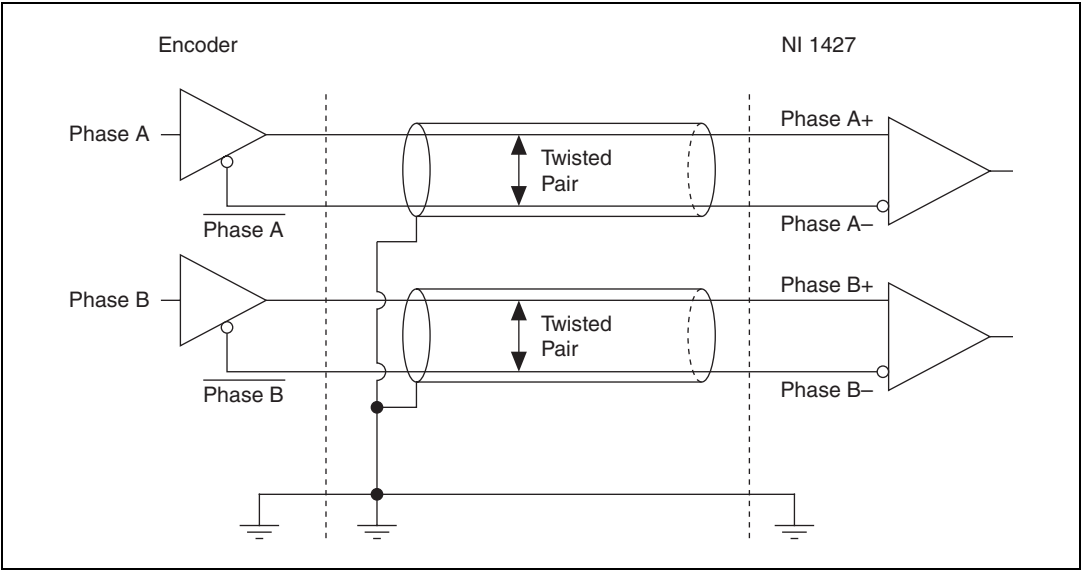 Encoder
NI 1427
Phase A
Phase A+
Twisted
Pair
Phase A
Phase A–
Phase B
Phase B+
Twisted
Pair
Phase B
Phase B–